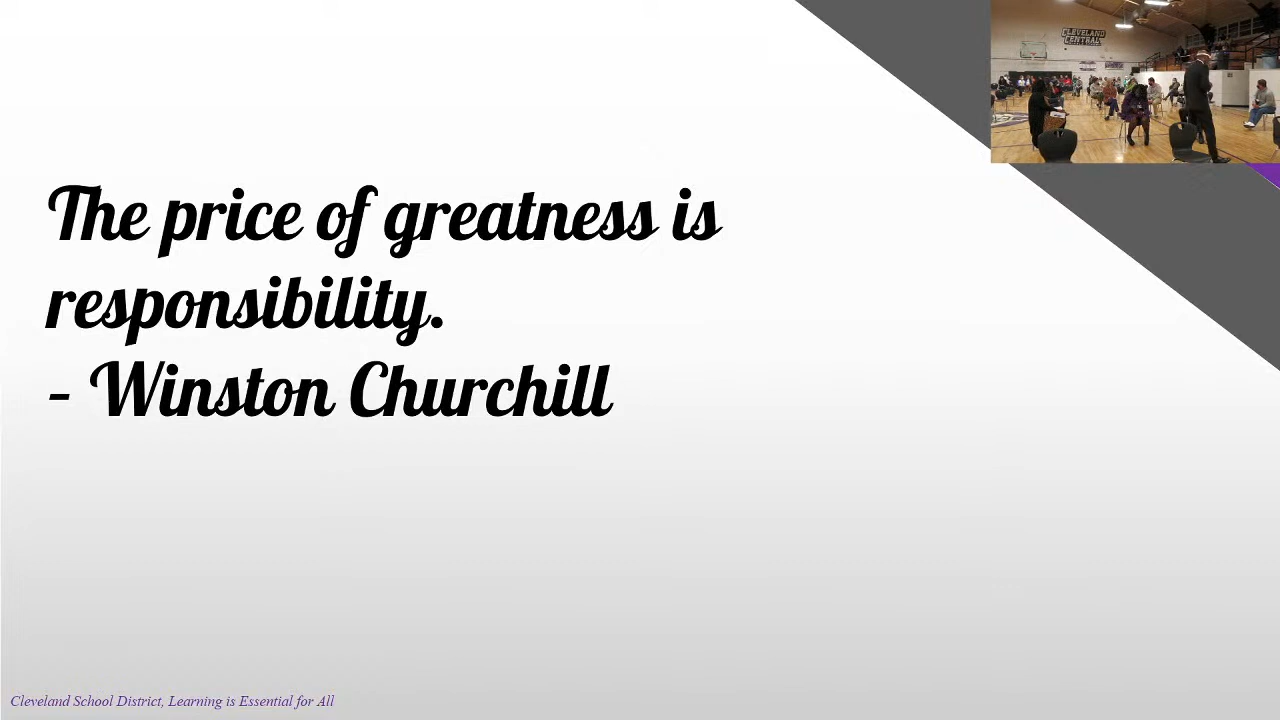 CLEVELAND
CENTRAL
The price of greatness is
responsibility.
- Winston Churchill
Cleveland School District, Learning is Essential for All